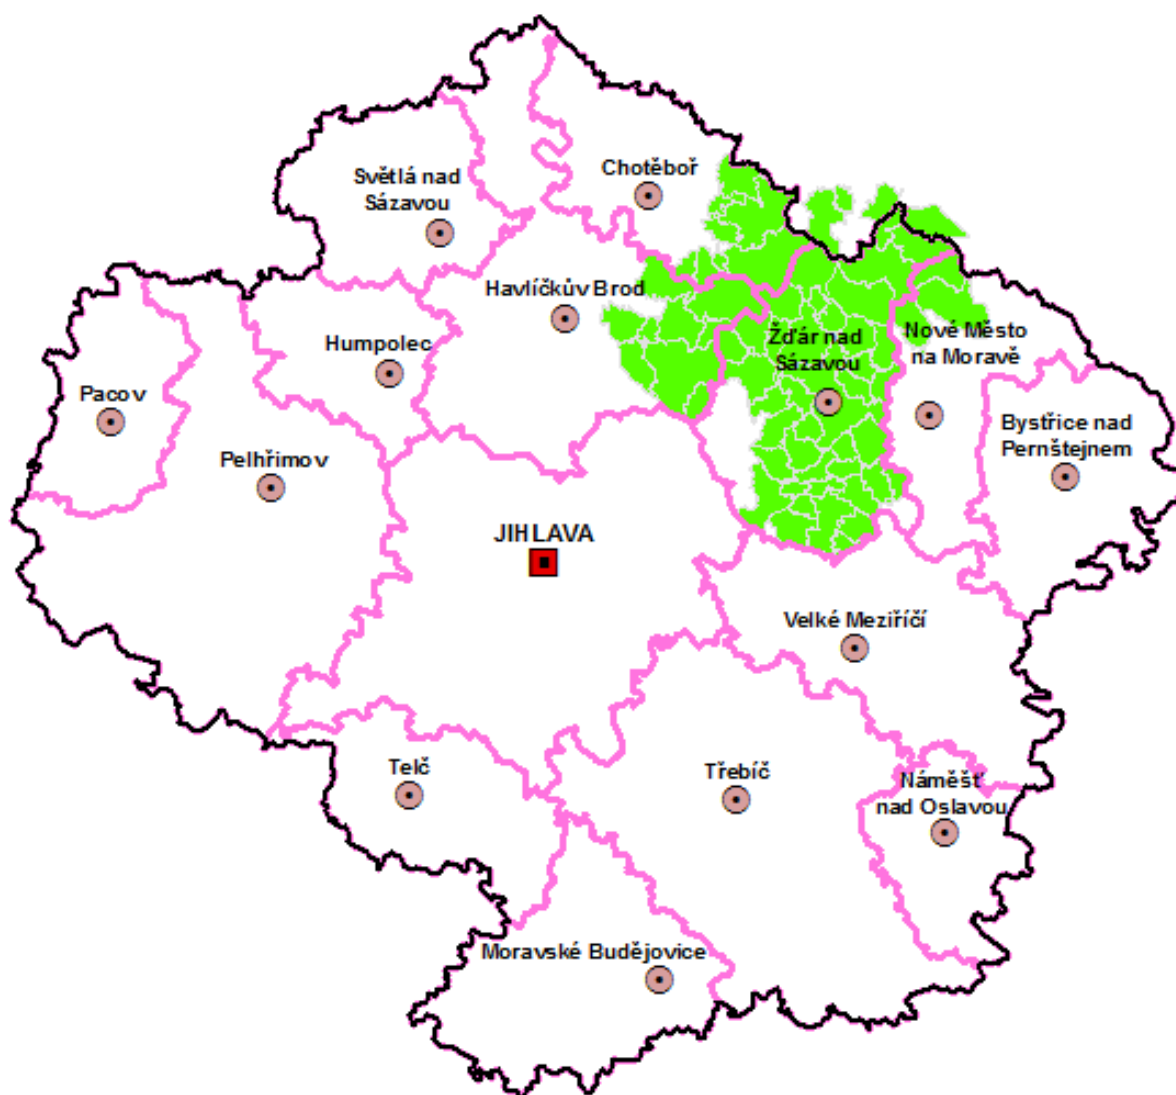 Chotěboř
Světlá nad
Sázavou
Havlíčkův Brod
Humpolec
Žďár nad
Sázavou
Nové Město
na Moravě
Pacov
Pelhřimov
Bystřice nad
Pernštejnem
JIHLAVA
Velké Meziříčí
Telč
Třebíč
Náměšť
nad Oslavou
Moravské Budějovice